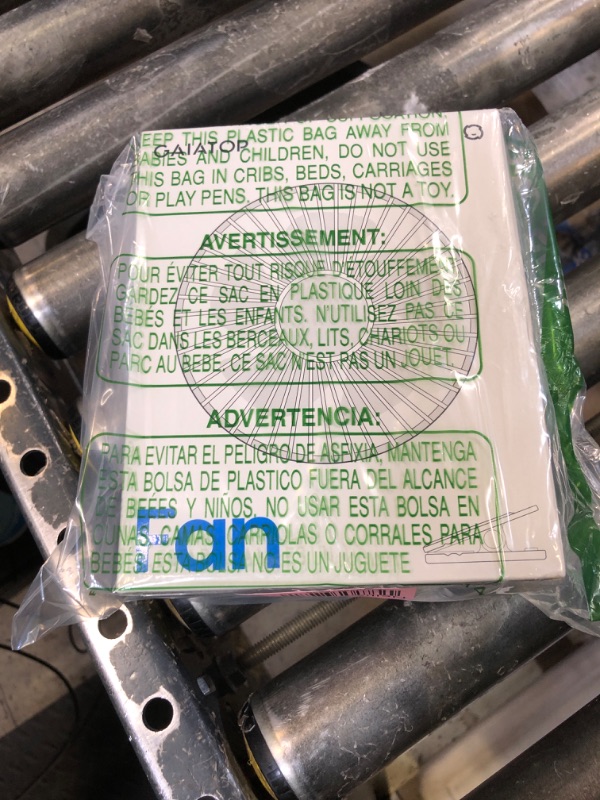 SUFFOCATION,
KEEP THIS PLASTIC BAG AWAY FROM
GAIATOP
BABIES AND CHILDREN, DO NOT USE
THIS BAG IN CRIBS, BEDS, CARRIAGES
OR PLAY PENS. THIS BAG IS NOT A TOY.
AVERTISSEMENT:
POUR ÉVITER TOUT RISQUE D'ETOUFFEMENT,
GARDEZ CE SAC EN PLASTIQUE LOIN DES
BÉBÉS ET LES ENFANTS. N'UTILISEZ PAS CE
SAC DANS LES BERCEAUX, LITS, CHARIOTS OU
PARC AU BEBE. CE SAC N'EST PAS UN JOUET.
ADVERTENCIA:
PARA EVITAR EL PELIGRO DE ASFIXIA, MANTENGA
ESTA BOLSA DE PLASTICO FUERA DEL ALCANCE
DE BEBES Y NIÑOS, NO USAR ESTA BOLSA EN
CUNAS, CAMAS, CARRIOLAS O CORRALES PARA
BEBES. ESTA BOLSA NO ES UN JUGUETE
Fan